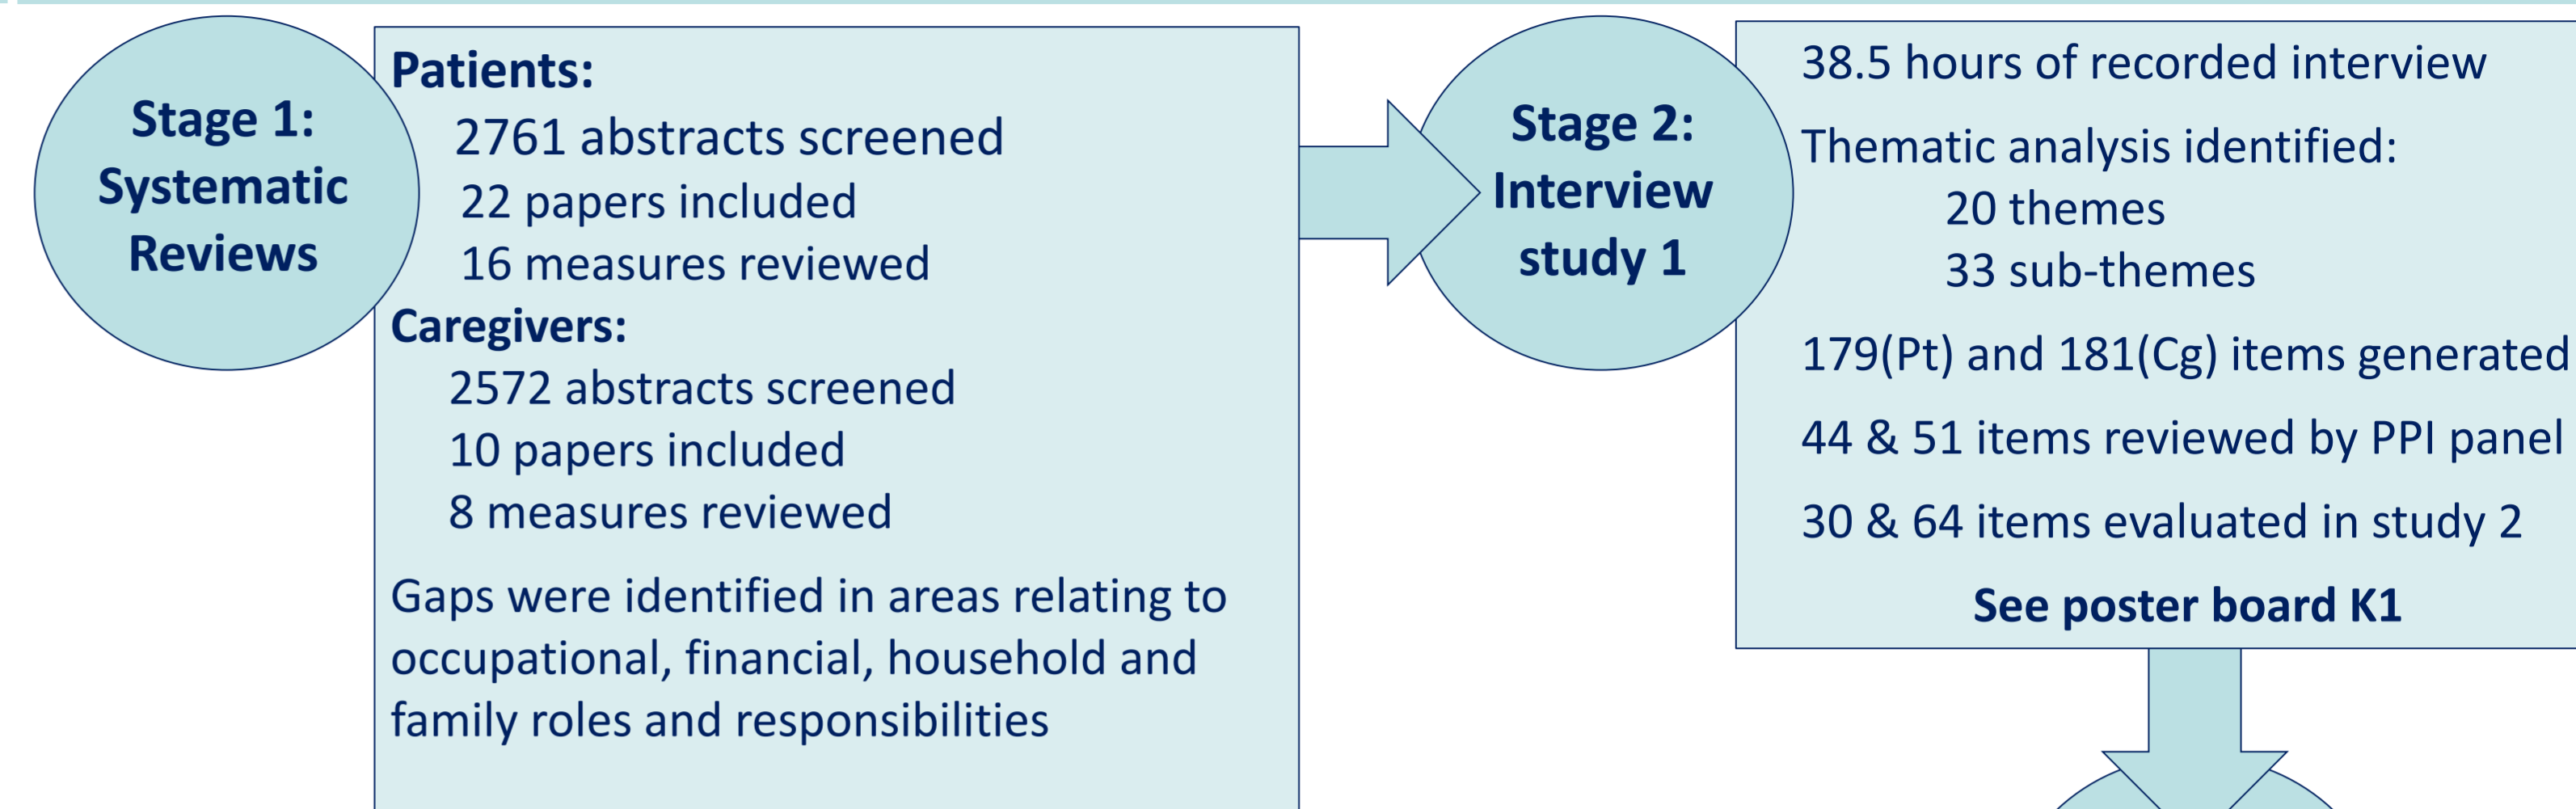 Stage 1:
Systematic
Reviews
Patients:
2761 abstracts screened
22 papers included
16 measures reviewed
Caregivers:
2572 abstracts screened
10 papers included
8 measures reviewed
Gaps were identified in areas relating to
occupational, financial, household and
family roles and responsibilities
Stage 2:
Interview
study 1
38.5 hours of recorded interview
Thematic analysis identified:
20 themes
33 sub-themes
179(Pt) and 181(Cg) items generated
44 & 51 items reviewed by PPI panel
30 & 64 items evaluated in study 2
See poster board K1